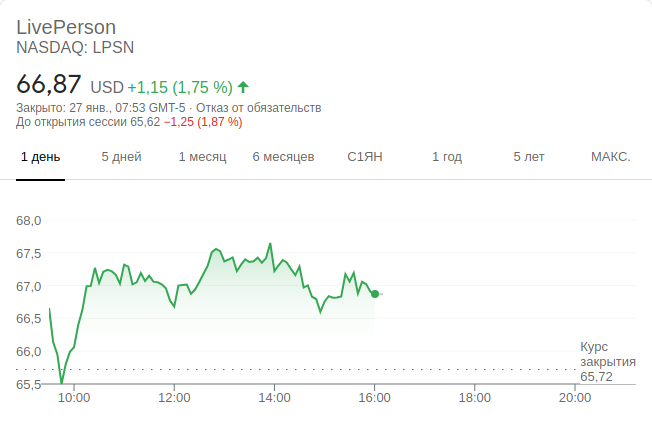 LivePerson
NASDAQ: LPSN
66,87 USD +1,15 (1,75 %)
Закрыто: 27 янв., 07:53 GMT-5 · Отказ от обязательств
До открытия сессии 65,62 −1,25 (1,87 %)
1 день 5 дней 1 месяц 6 месяцев С1ЯН 1 год 5 лет МАКС.
68,0
67,5
67,0
66,5
66,0
Курс
закрытия
65,72
65,5
10:00 12:00 14:00 16:00 18:00 20:00